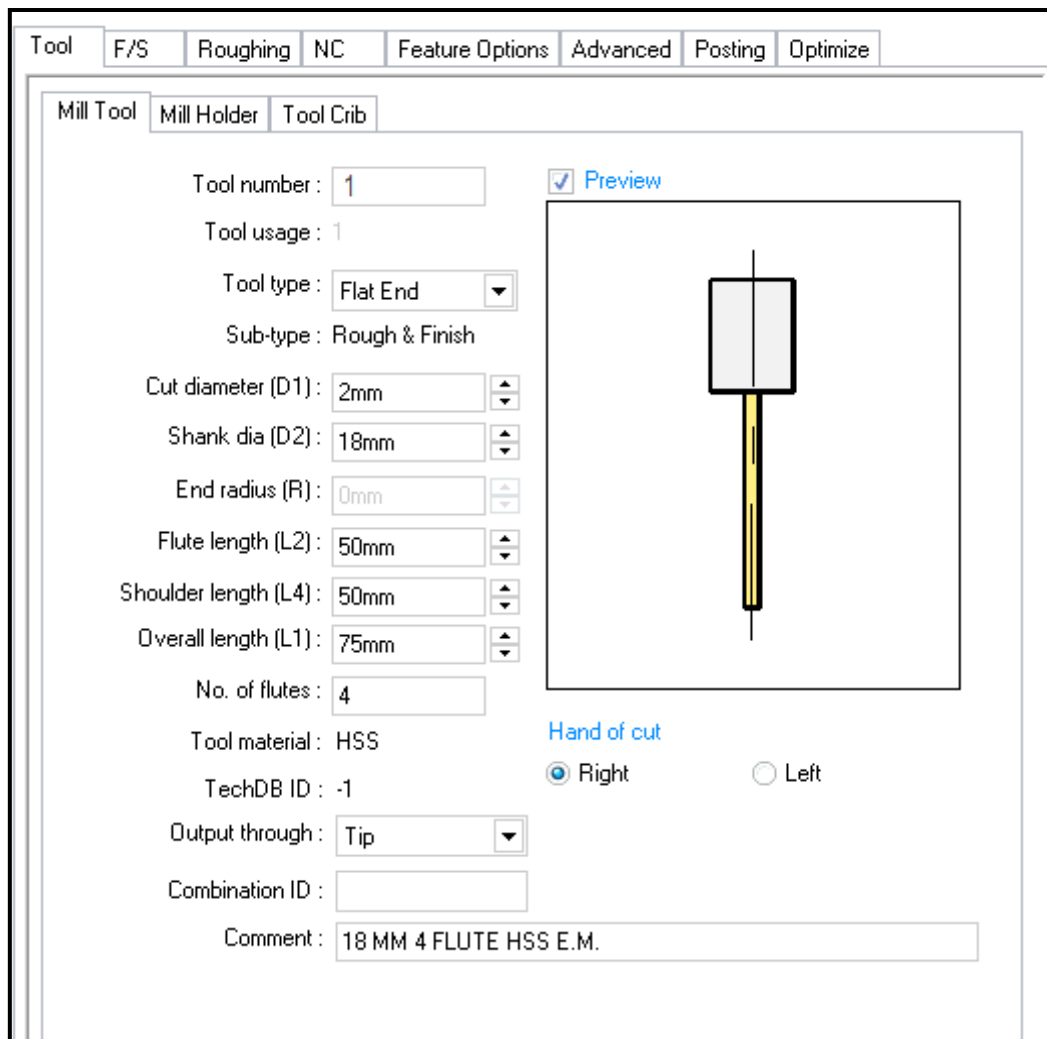 Tool F/S Roughing NC Feature Options Advanced Posting Optimize
Mill Tool Mill Holder Tool Crib
Tool number : 1
Preview
Tool usage : 1
Tool type : Flat End
Sub-type : Rough & Finish
Cut diameter (D1) : 2mm
Shank dia (D2) : 18mm
End radius (R) : 0mm
Flute length (L2) : 50mm
Shoulder length (L4) : 50mm
Overall length (L1) : 75mm
No. of flutes : 4
Tool material : HSS
Hand of cut
Right Left
TechDB ID : -1
Output through : Tip
Combination ID :
Comment : 18 MM 4 FLUTE HSS E.M.